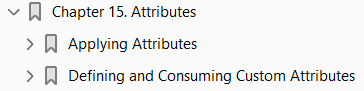 Chapter 15. Attributes
Applying Attributes
Defining and Consuming Custom Attributes